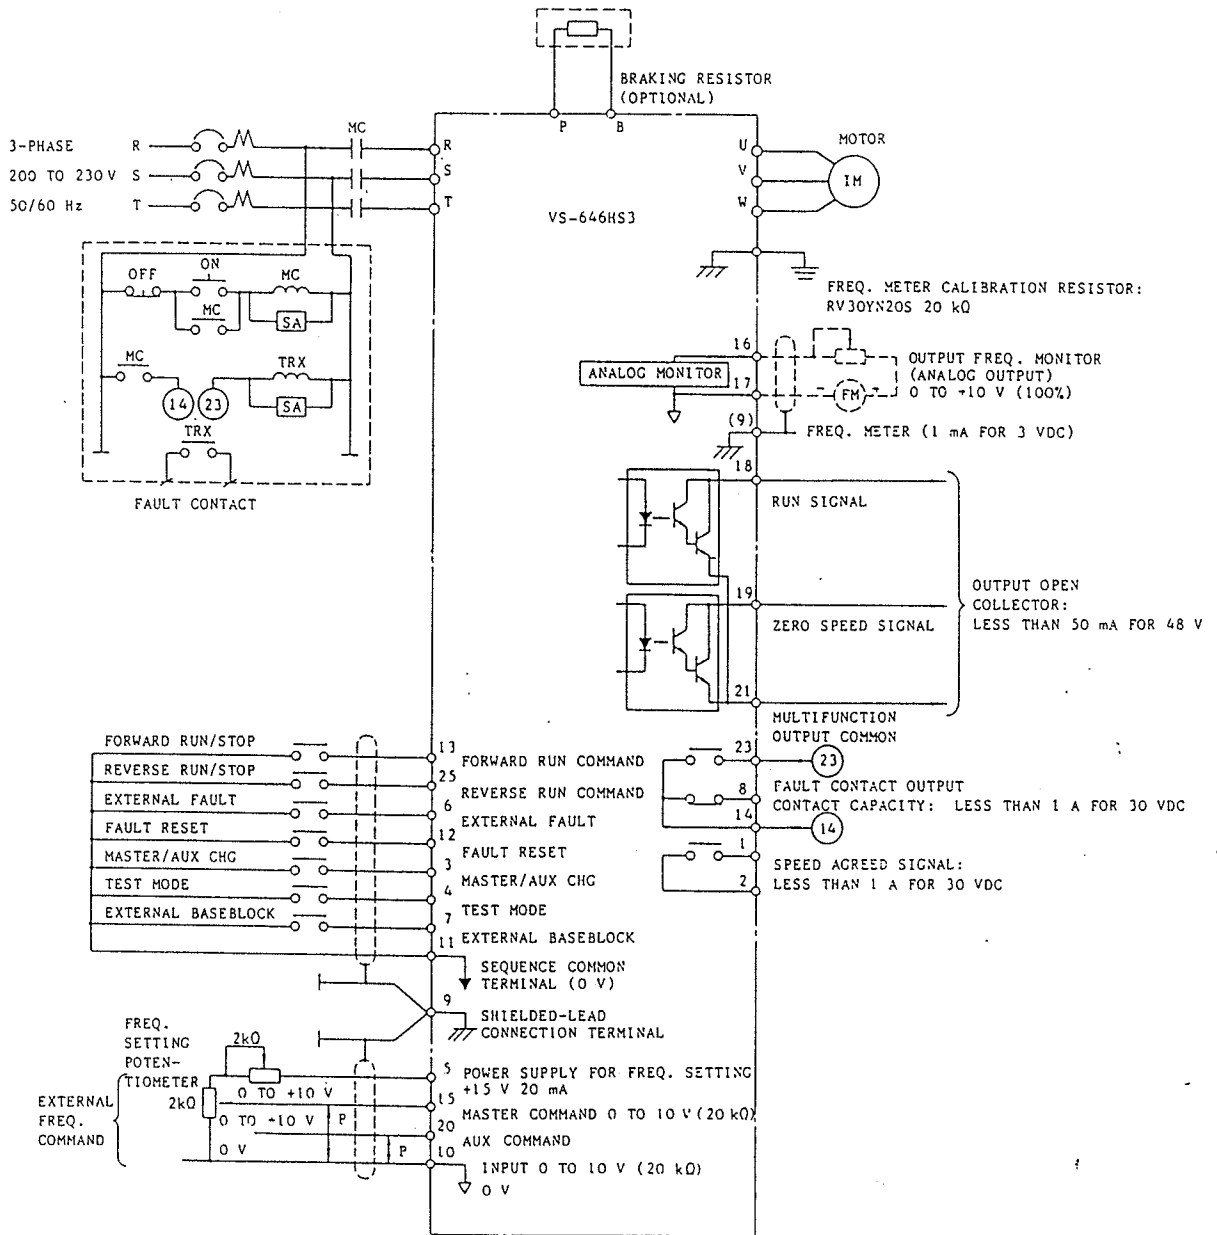 BRAKING RESISTOR
(OPTIONAL)
P B
MC
3-PHASE R
R
200 TO 230 V S
S
50/60 Hz T
T
VS-646HS3
U
V
W
MOTOR
IM
OFF
ON
MC
MC
SA
MC
14
23
TRX
SA
TRX
FAULT CONTACT
FREQ. METER CALIBRATION RESISTOR:
RV30YN20S 20 kΩ
16
ANALOG MONITOR
17
FM
OUTPUT FREQ. MONITOR
(ANALOG OUTPUT)
0 TO +10 V (100%)
(9)
FREQ. METER (1 mA FOR 3 VDC)
18
RUN SIGNAL
19
ZERO SPEED SIGNAL
21
OUTPUT OPEN
COLLECTOR:
LESS THAN 50 mA FOR 48 V
MULTIFUNCTION
OUTPUT COMMON
23
23
8
FAULT CONTACT OUTPUT
CONTACT CAPACITY: LESS THAN 1 A FOR 30 VDC
14
14
1
SPEED AGREED SIGNAL:
LESS THAN 1 A FOR 30 VDC
2
FORWARD RUN/STOP
13
FORWARD RUN COMMAND
REVERSE RUN/STOP
25
REVERSE RUN COMMAND
EXTERNAL FAULT
6
EXTERNAL FAULT
FAULT RESET
12
FAULT RESET
MASTER/AUX CHG
3
MASTER/AUX CHG
TEST MODE
4
TEST MODE
EXTERNAL BASEBLOCK
7
EXTERNAL BASEBLOCK
11
SEQUENCE COMMON
TERMINAL (0 V)
9
SHIELDED-LEAD
CONNECTION TERMINAL
FREQ.
SETTING
POTEN-
TIOMETER
2kΩ
2kΩ
EXTERNAL
FREQ.
COMMAND
5
POWER SUPPLY FOR FREQ. SETTING
+15 V 20 mA
0 TO +10 V
15
MASTER COMMAND 0 TO 10 V (20 kΩ)
0 TO +10 V
P
20
AUX COMMAND
0 V
P
10
INPUT 0 TO 10 V (20 kΩ)
0 V